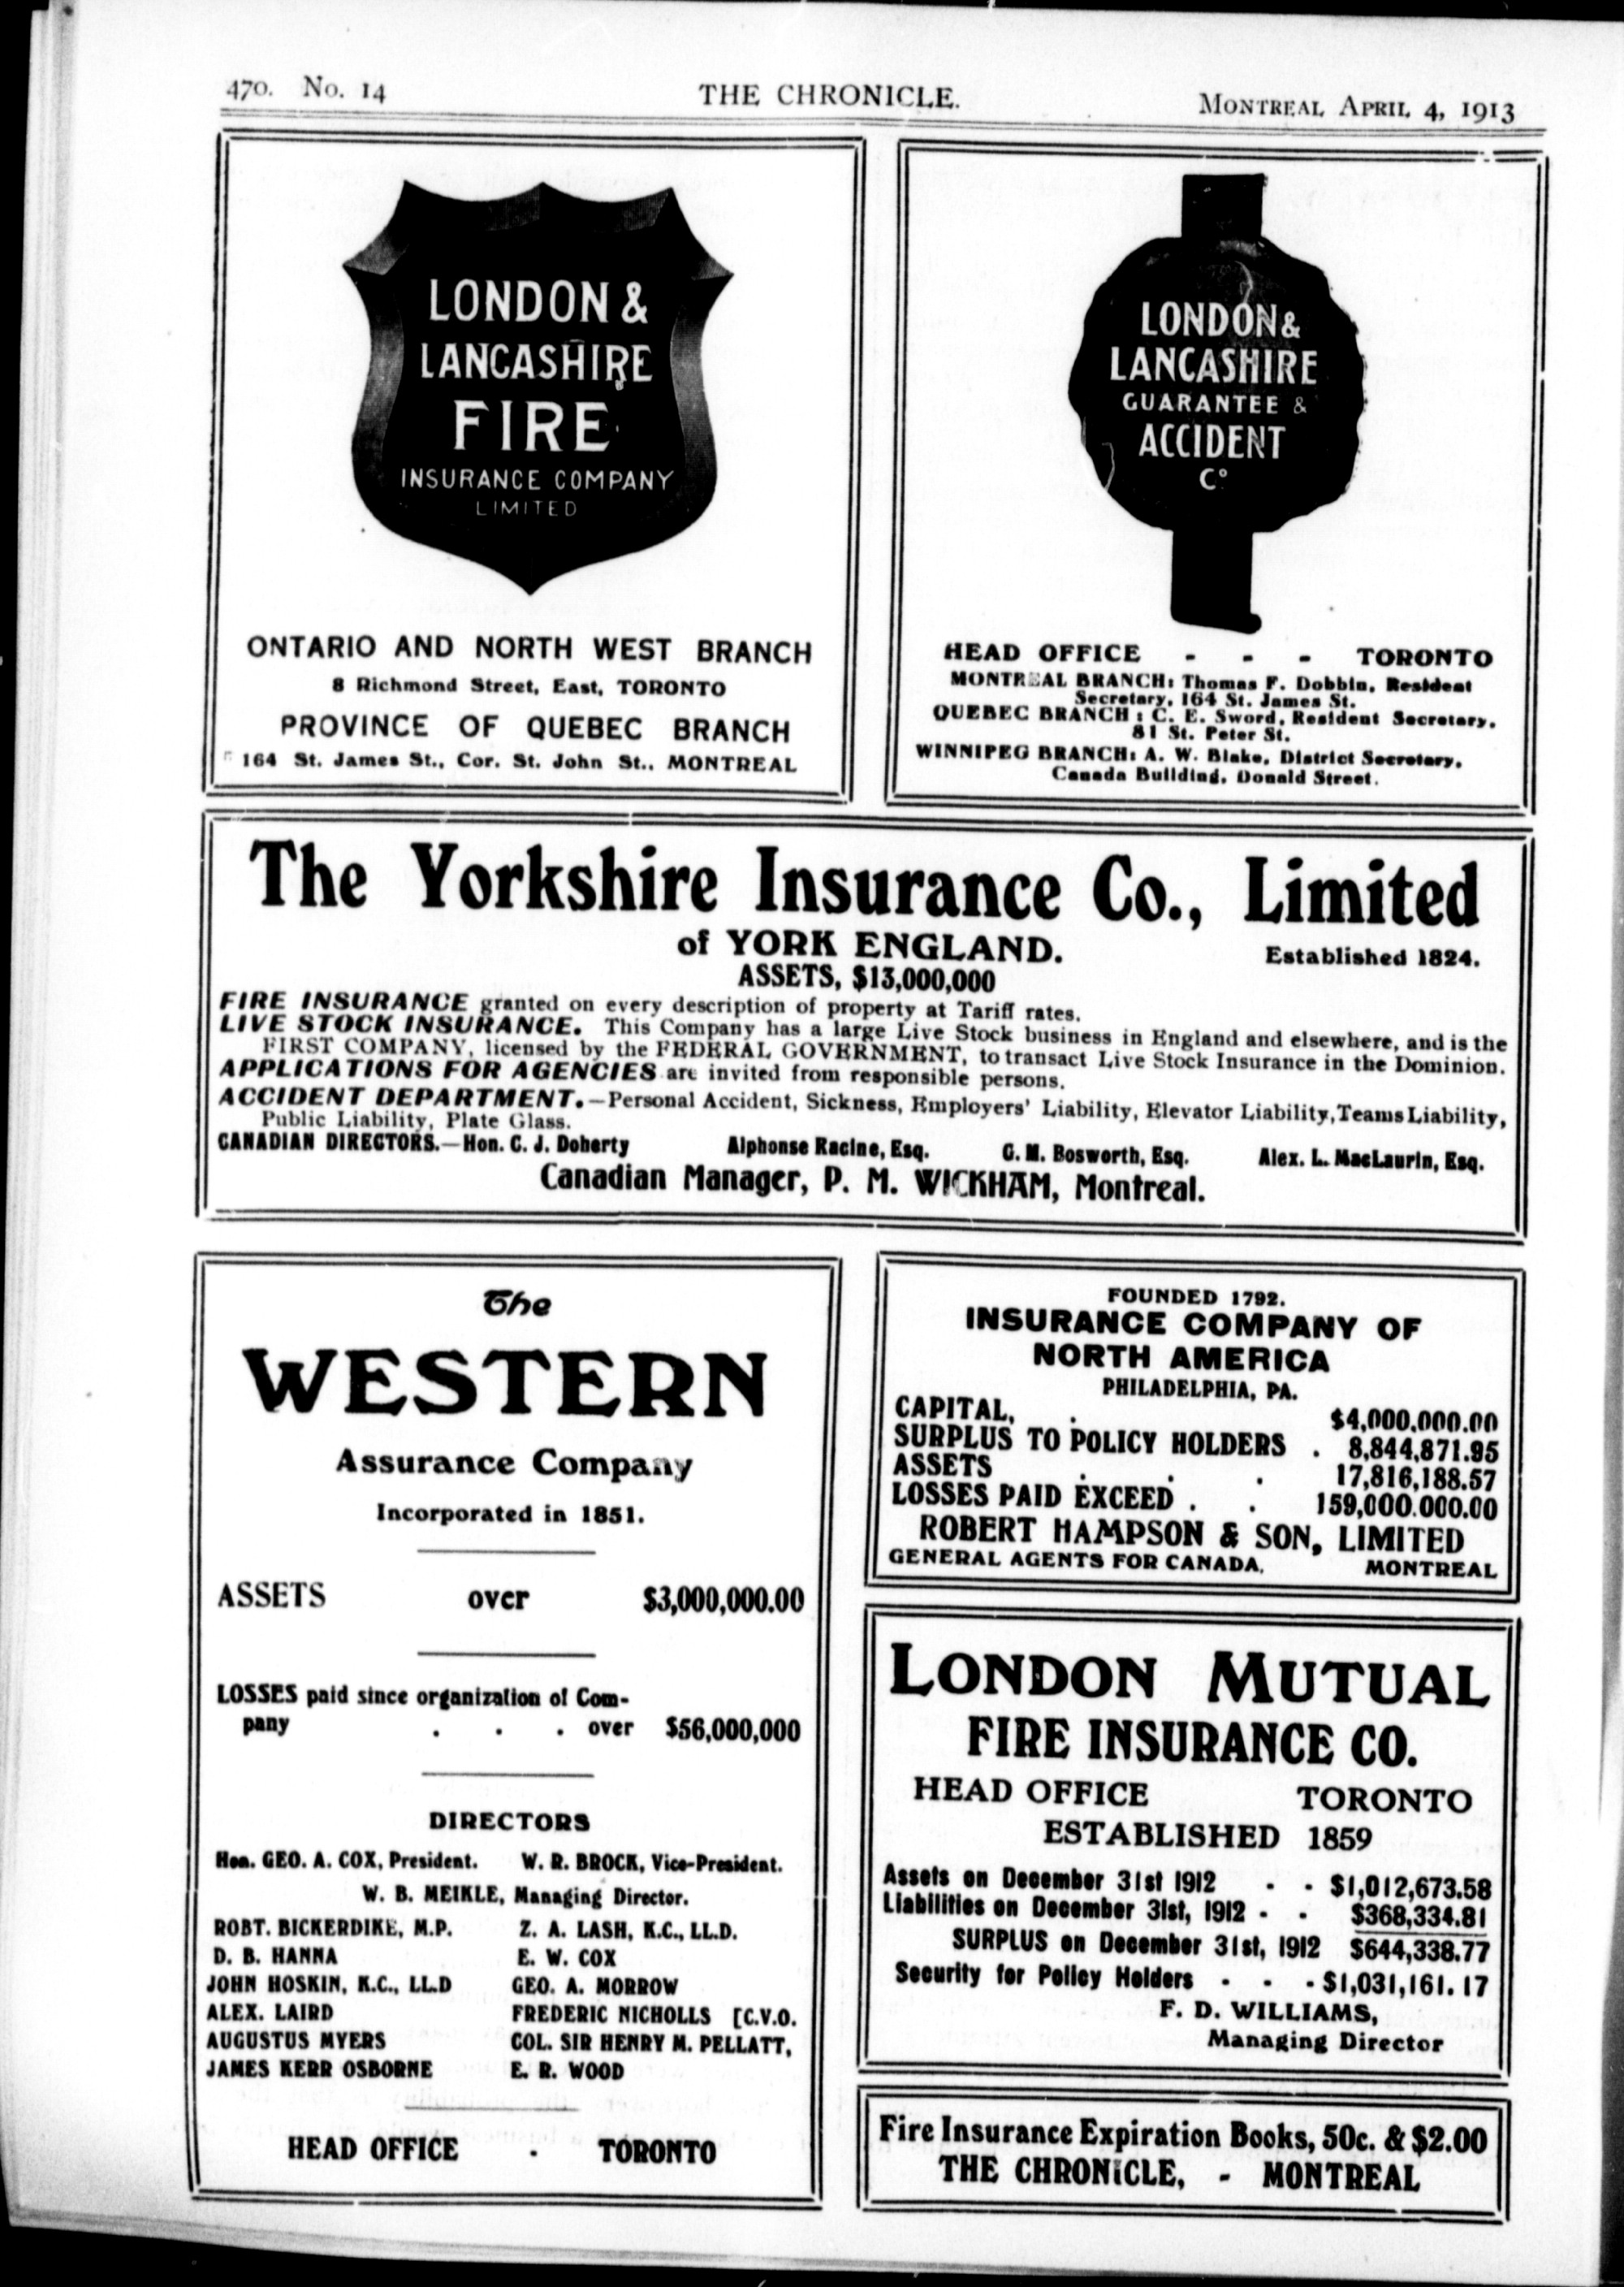 470. No. 14
THE CHRONICLE.
MONTREAL APRIL 4, 1913
LONDON &
LANCASHIRE
FIRE
INSURANCE COMPANY
LIMITED
ONTARIO AND NORTH WEST BRANCH
8 Richmond Street, East, TORONTO
PROVINCE OF QUEBEC BRANCH
164 St. James St., Cor. St. John St., MONTREAL
LONDON &
LANCASHIRE
GUARANTEE &
ACCIDENT
Cº
HEAD OFFICE - - - TORONTO
MONTREAL BRANCH: Thomas F. Dobbin, Resident
Secretary, 164 St. James St.
QUEBEC BRANCH : C. E. Sword, Resident Secretary,
81 St. Peter St.
WINNIPEG BRANCH: A. W. Blake, District Secretary,
Canada Building, Donald Street.
The Yorkshire Insurance Co., Limited
of YORK ENGLAND.
Established 1824.
ASSETS, $13,000,000
FIRE INSURANCE granted on every description of property at Tariff rates.
LIVE STOCK INSURANCE. This Company has a large Live Stock business in England and elsewhere, and is the
FIRST COMPANY, licensed by the FEDERAL GOVERNMENT, to transact Live Stock Insurance in the Dominion.
APPLICATIONS FOR AGENCIES are invited from responsible persons.
ACCIDENT DEPARTMENT.—Personal Accident, Sickness, Employers' Liability, Elevator Liability, Teams Liability,
Public Liability, Plate Glass.
CANADIAN DIRECTORS.—Hon. C. J. Doherty Alphonse Racine, Esq. G. M. Bosworth, Esq. Alex. L. MacLaurin, Esq.
Canadian Manager, P. M. WICKHAM, Montreal.
The
WESTERN
Assurance Company
Incorporated in 1851.
ASSETS over $3,000,000.00
LOSSES paid since organization of Com-
pany . . . over $56,000,000
DIRECTORS
Hon. GEO. A. COX, President. W. R. BROCK, Vice-President.
W. B. MEIKLE, Managing Director.
ROBT. BICKERDIKE, M.P. Z. A. LASH, K.C., LL.D.
D. B. HANNA E. W. COX
JOHN HOSKIN, K.C., LL.D GEO. A. MORROW
ALEX. LAIRD FREDERIC NICHOLLS [C.V.O.
AUGUSTUS MYERS COL. SIR HENRY M. PELLATT,
JAMES KERR OSBORNE E. R. WOOD
HEAD OFFICE - TORONTO
FOUNDED 1792.
INSURANCE COMPANY OF
NORTH AMERICA
PHILADELPHIA, PA.
CAPITAL, . $4,000,000.00
SURPLUS TO POLICY HOLDERS . 8,844,871.95
ASSETS . . . 17,816,188.57
LOSSES PAID EXCEED . . 159,000.000.00
ROBERT HAMPSON & SON, LIMITED
GENERAL AGENTS FOR CANADA. MONTREAL
LONDON MUTUAL
FIRE INSURANCE CO.
HEAD OFFICE TORONTO
ESTABLISHED 1859
Assets on December 31st 1912 - - $1,012,673.58
Liabilities on December 31st, 1912 - - $368,334.81
SURPLUS on December 31st, 1912 $644,338.77
Security for Policy Holders - - - $1,031,161.17
F. D. WILLIAMS,
Managing Director
Fire Insurance Expiration Books, 50c. & $2.00
THE CHRONICLE, - MONTREAL